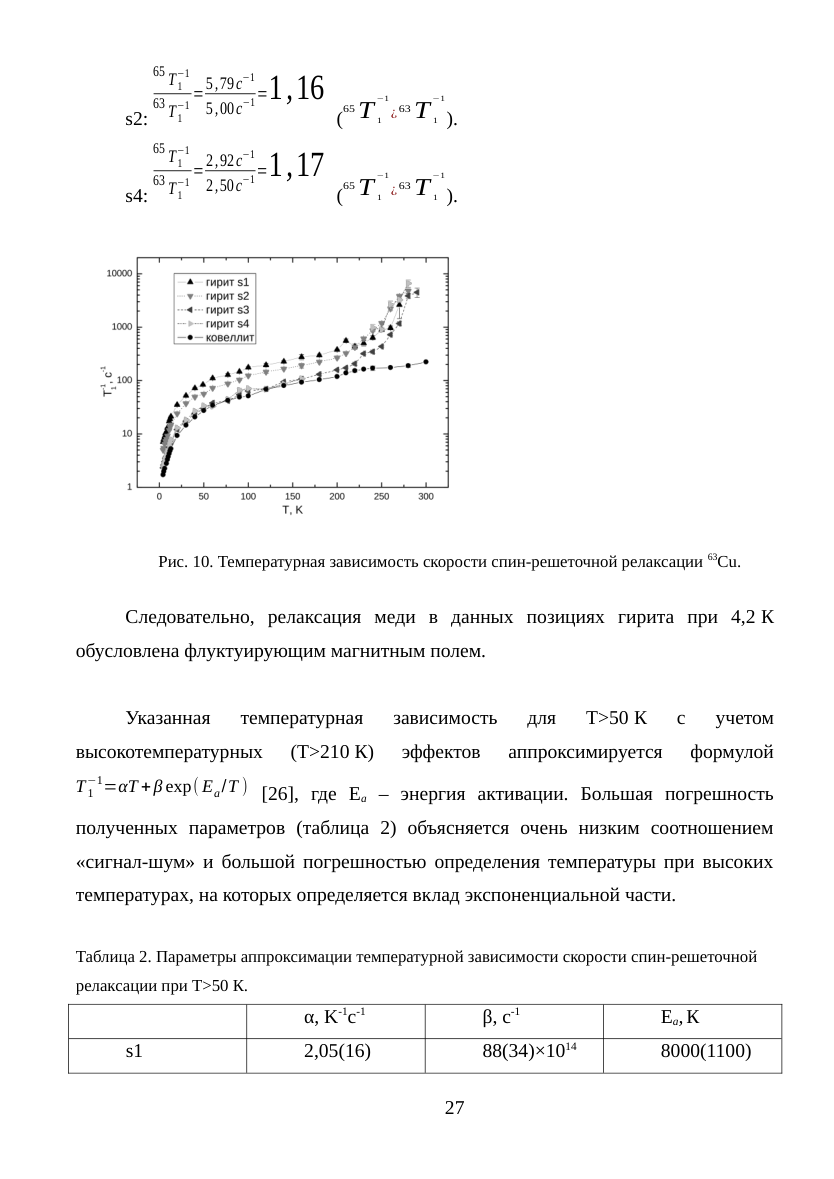 s2: ⁶⁵T₁⁻¹/⁶³T₁⁻¹ = 5,79 c⁻¹/5,00 c⁻¹ = 1,16 (⁶⁵T₁⁻¹ ¿ ⁶³T₁⁻¹).
s4: ⁶⁵T₁⁻¹/⁶³T₁⁻¹ = 2,92 c⁻¹/2,50 c⁻¹ = 1,17 (⁶⁵T₁⁻¹ ¿ ⁶³T₁⁻¹).
10000
1000
100
10
1
T₁⁻¹, c⁻¹
гирит s1
гирит s2
гирит s3
гирит s4
ковеллит
0 50 100 150 200 250 300
T, K
Рис. 10. Температурная зависимость скорости спин-решеточной релаксации ⁶³Cu.
Следовательно, релаксация меди в данных позициях гирита при 4,2 К
обусловлена флуктуирующим магнитным полем.
Указанная температурная зависимость для T>50 К с учетом
высокотемпературных (T>210 К) эффектов аппроксимируется формулой
T₁⁻¹=αT+β exp(Eₐ/T) [26], где Eₐ – энергия активации. Большая погрешность
полученных параметров (таблица 2) объясняется очень низким соотношением
«сигнал-шум» и большой погрешностью определения температуры при высоких
температурах, на которых определяется вклад экспоненциальной части.
Таблица 2. Параметры аппроксимации температурной зависимости скорости спин-решеточной
релаксации при T>50 К.
α, К⁻¹c⁻¹ β, c⁻¹ Eₐ, К
s1 2,05(16) 88(34)×10¹⁴ 8000(1100)
27